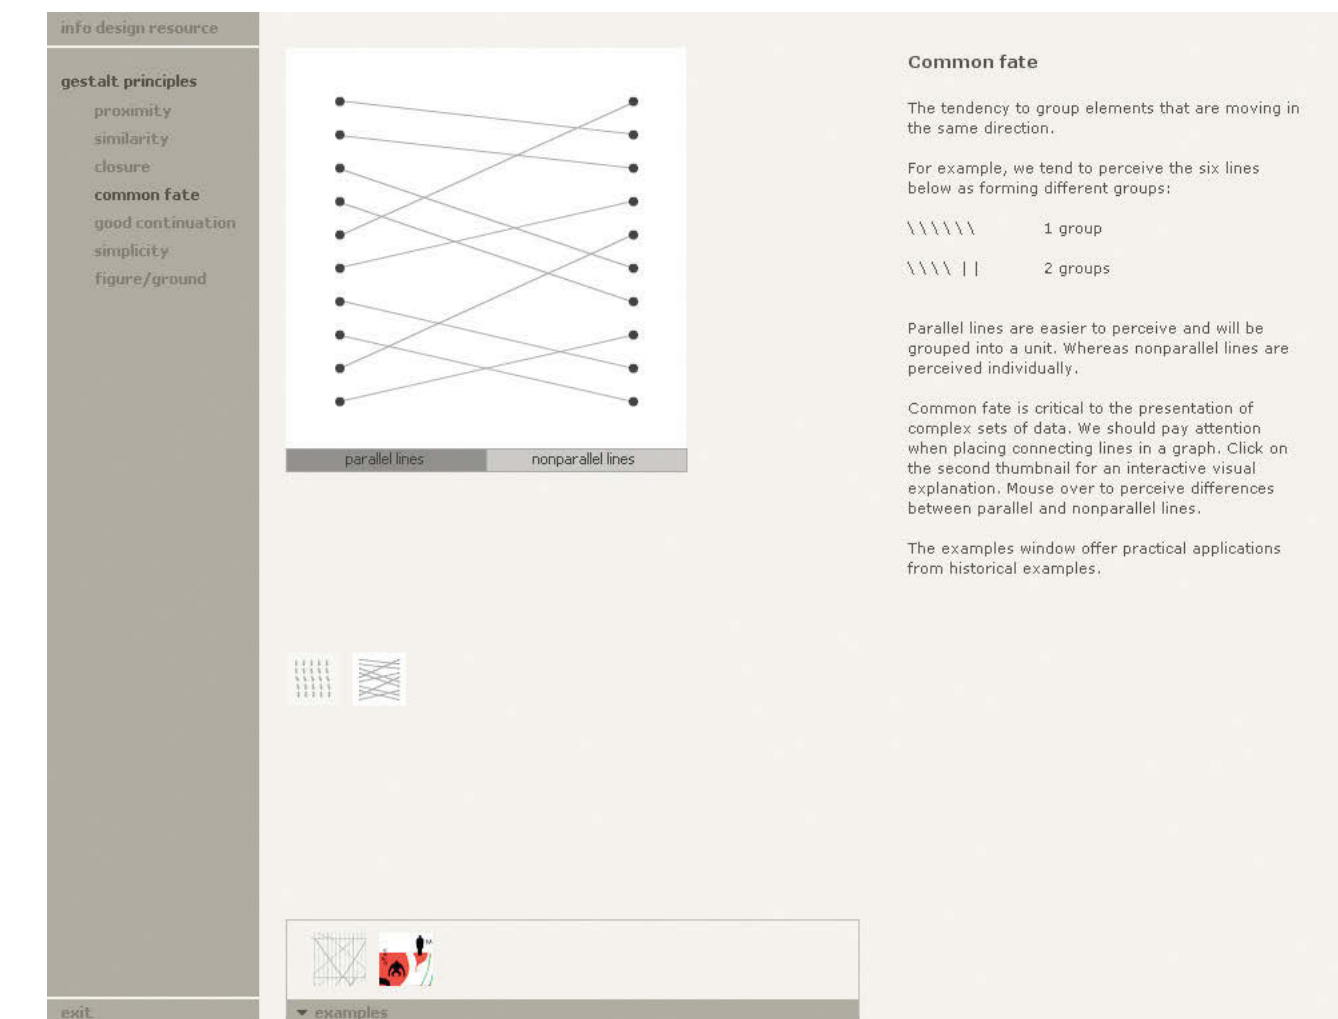 info design resource
gestalt principles
proximity
similarity
closure
common fate
good continuation
simplicity
figure/ground
exit
parallel lines
nonparallel lines
examples
Common fate
The tendency to group elements that are moving in
the same direction.
For example, we tend to perceive the six lines
below as forming different groups:
\\\\\\ 1 group
\\\\ || 2 groups
Parallel lines are easier to perceive and will be
grouped into a unit. Whereas nonparallel lines are
perceived individually.
Common fate is critical to the presentation of
complex sets of data. We should pay attention
when placing connecting lines in a graph. Click on
the second thumbnail for an interactive visual
explanation. Mouse over to perceive differences
between parallel and nonparallel lines.
The examples window offer practical applications
from historical examples.